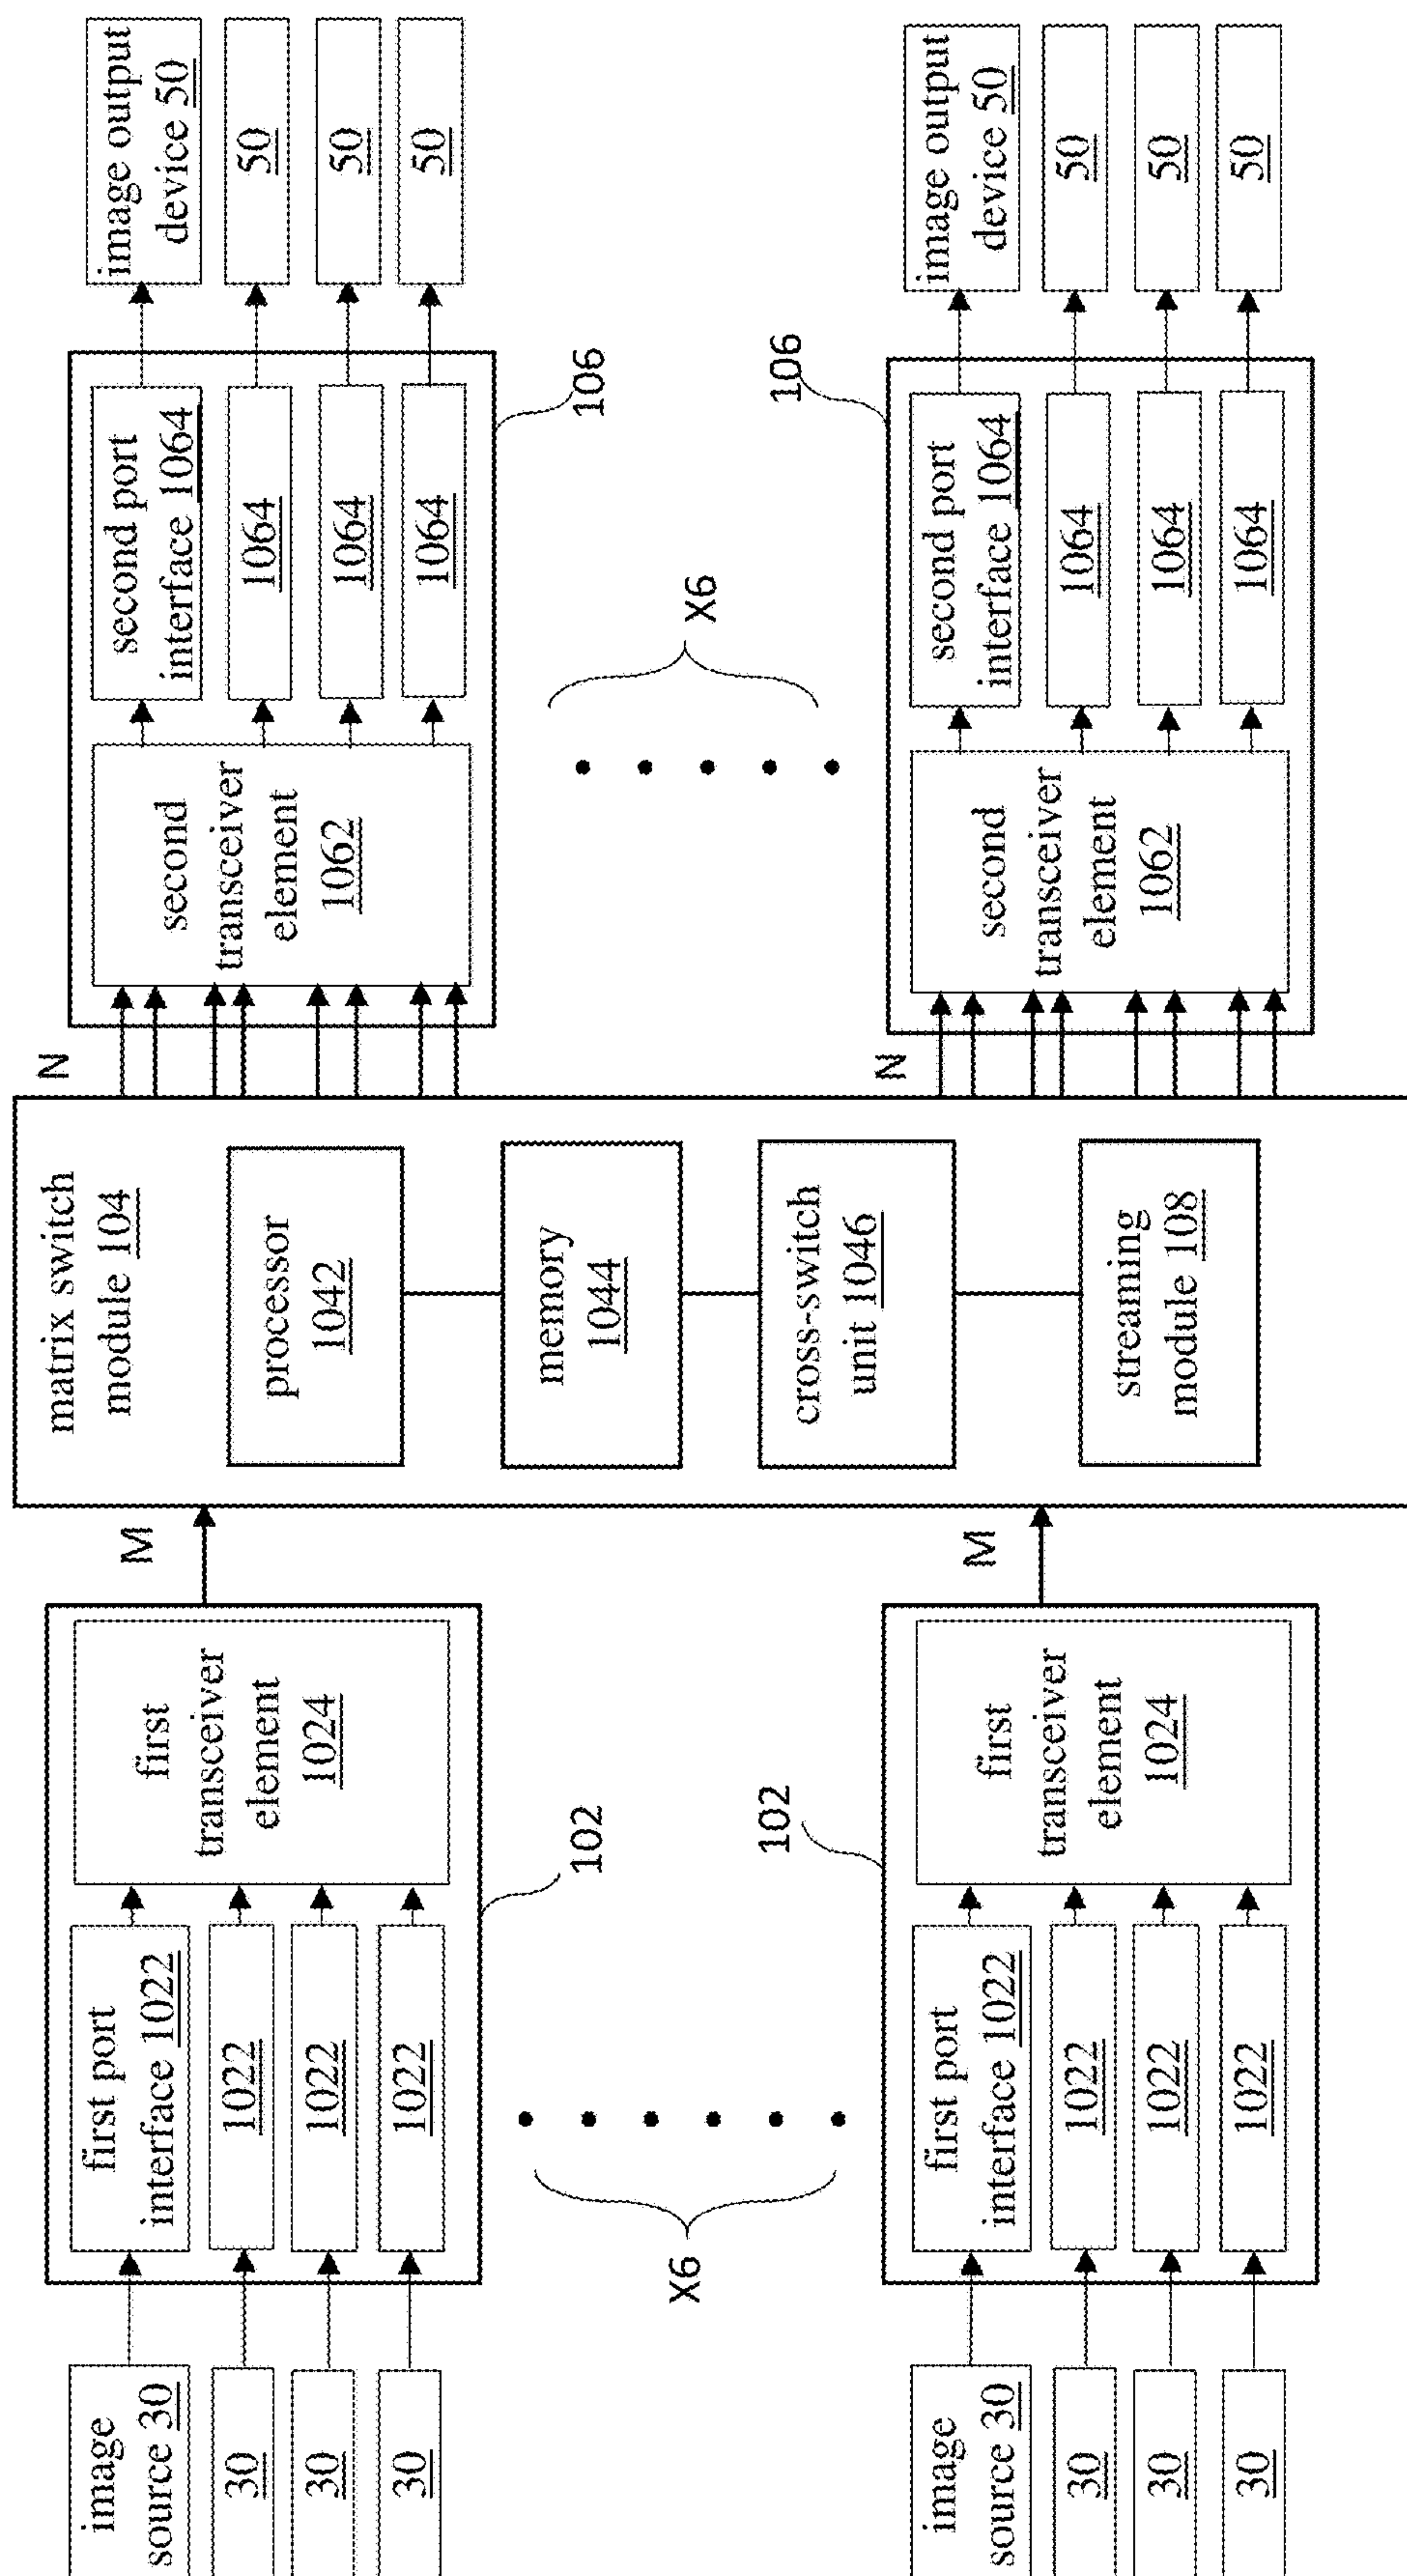 image
source 30
30
30
30
first port
interface 1022
1022
1022
1022
first
transceiver
element
1024
102
M
X6
image
source 30
30
30
30
first port
interface 1022
1022
1022
1022
first
transceiver
element
1024
102
M
matrix switch
module 104
processor
1042
memory
1044
cross-switch
unit 1046
streaming
module 108
N
second
transceiver
element
1062
second port
interface 1064
1064
1064
1064
106
image output
device 50
50
50
50
X6
N
second
transceiver
element
1062
second port
interface 1064
1064
1064
1064
106
image output
device 50
50
50
50